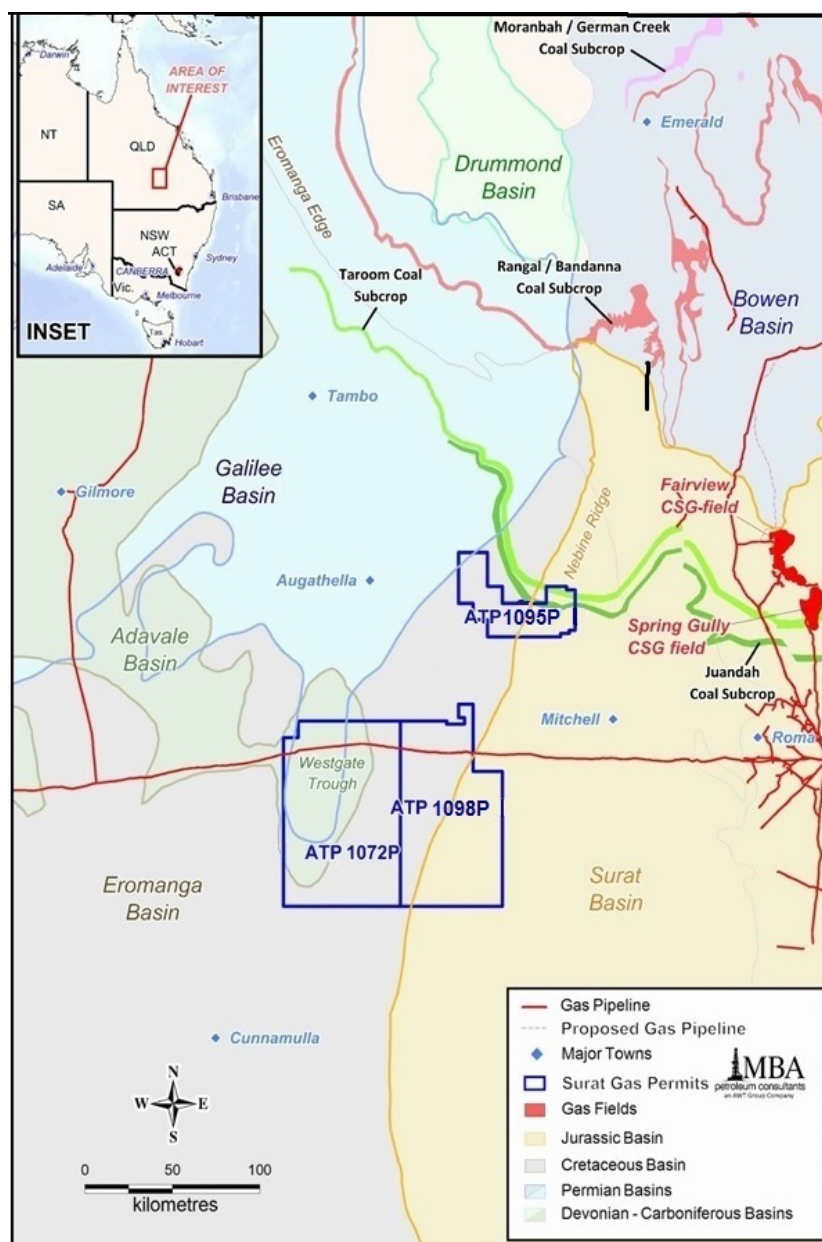 Darwin
AREA OF
INTEREST
NT
QLD
SA
Brisbane
NSW
ACT
Sydney
Adelaide
CANBERRA
Vic.
Melbourne
Tas.
Hobart
INSET
Moranbah / German Creek
Coal Subcrop
Emerald
Drummond
Basin
Eromanga Edge
Taroom Coal
Subcrop
Rangal / Bandanna
Coal Subcrop
Bowen
Basin
Tambo
Galilee
Basin
Gilmore
Nebine Ridge
Fairview
CSG-field
Augathella
ATP 1095P
Adavale
Basin
Spring Gully
CSG field
Juandah
Coal Subcrop
Mitchell
Roma
Westgate
Trough
ATP 1098P
ATP 1072P
Eromanga
Basin
Surat
Basin
Cunnamulla
N
W E
S
0 50 100
kilometres
Gas Pipeline
Proposed Gas Pipeline
Major Towns
Surat Gas Permits
Gas Fields
Jurassic Basin
Cretaceous Basin
Permian Basins
Devonian - Carboniferous Basins
MBA
petroleum consultants
an AWT Group Company